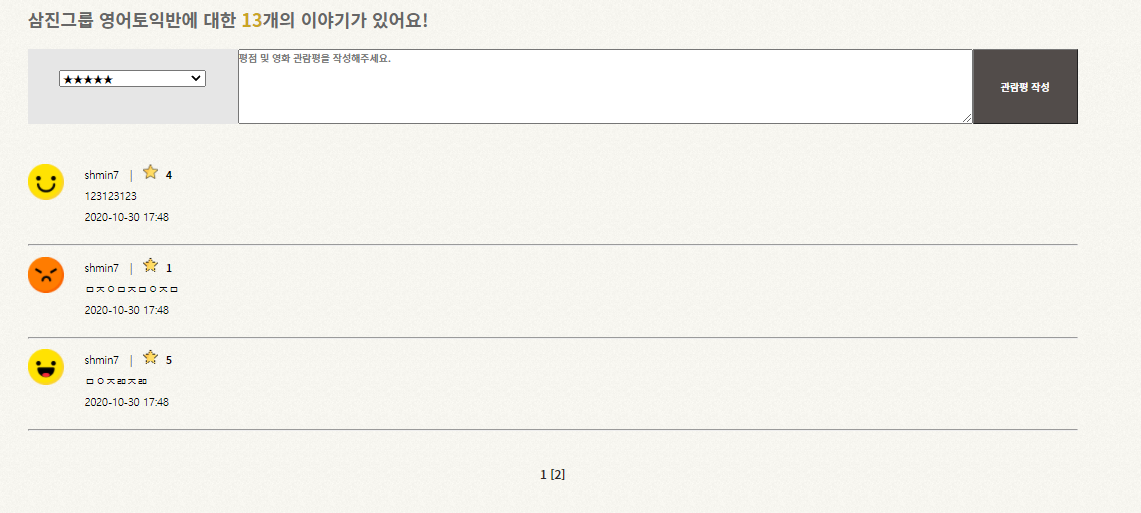 삼진그룹 영어토익반에 대한 13개의 이야기가 있어요!
★★★★★
평점 및 영화 관람평을 작성해주세요.
관람평 작성
shmin7 | 4
123123123
2020-10-30 17:48
shmin7 | 1
ㅁㅈㅇㅁㅈㅁㅇㅈㅁ
2020-10-30 17:48
shmin7 | 5
2020-10-30 17:48
1 [2]